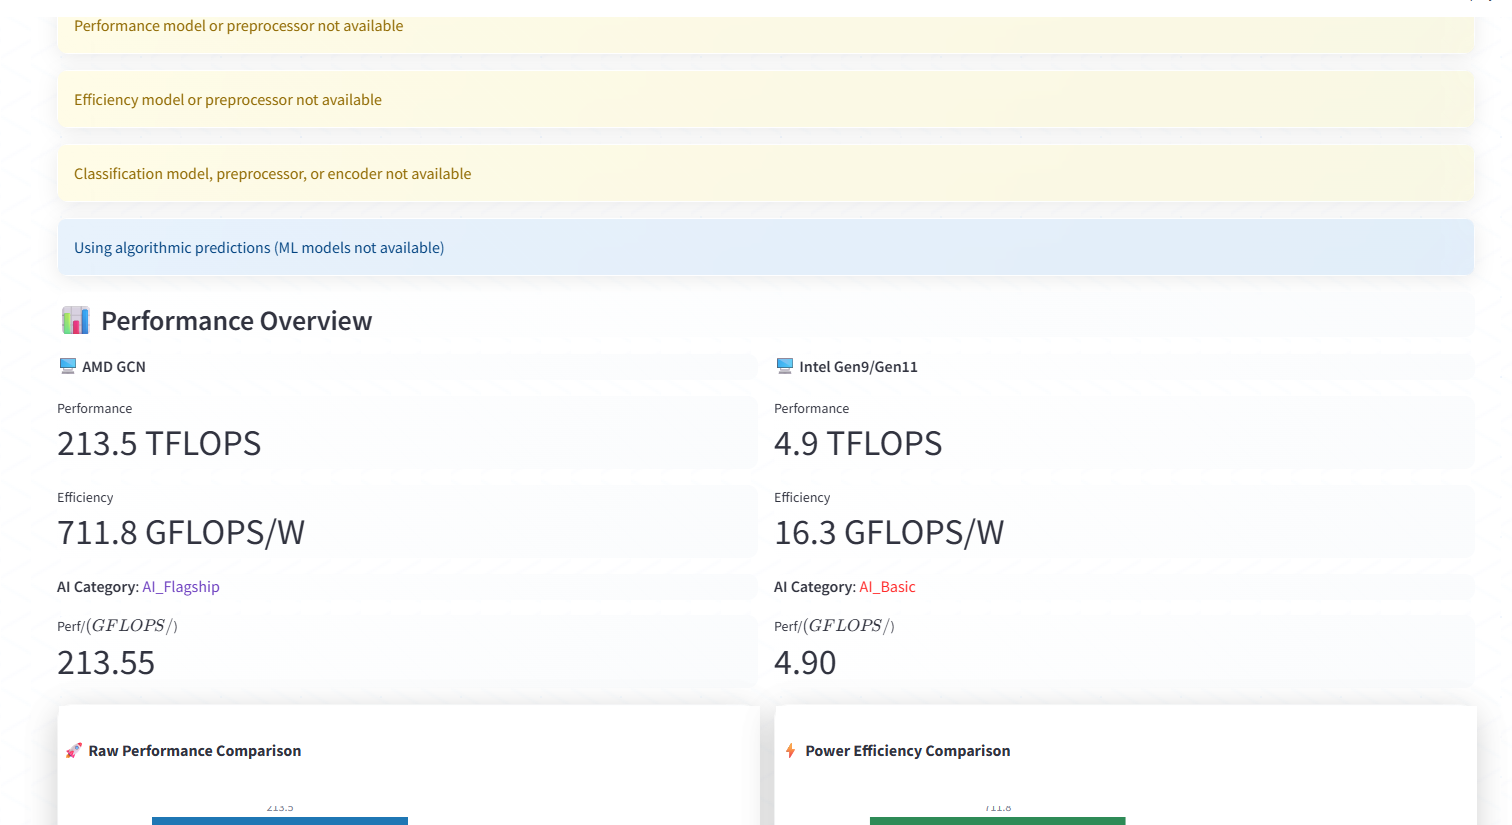 Performance model or preprocessor not available
Efficiency model or preprocessor not available
Classification model, preprocessor, or encoder not available
Using algorithmic predictions (ML models not available)
Performance Overview
AMD GCN
Performance
213.5 TFLOPS
Efficiency
711.8 GFLOPS/W
AI Category: AI_Flagship
Perf/(GFLOPS/)
213.55
Intel Gen9/Gen11
Performance
4.9 TFLOPS
Efficiency
16.3 GFLOPS/W
AI Category: AI_Basic
Perf/(GFLOPS/)
4.90
Raw Performance Comparison
213.5
Power Efficiency Comparison
711.8